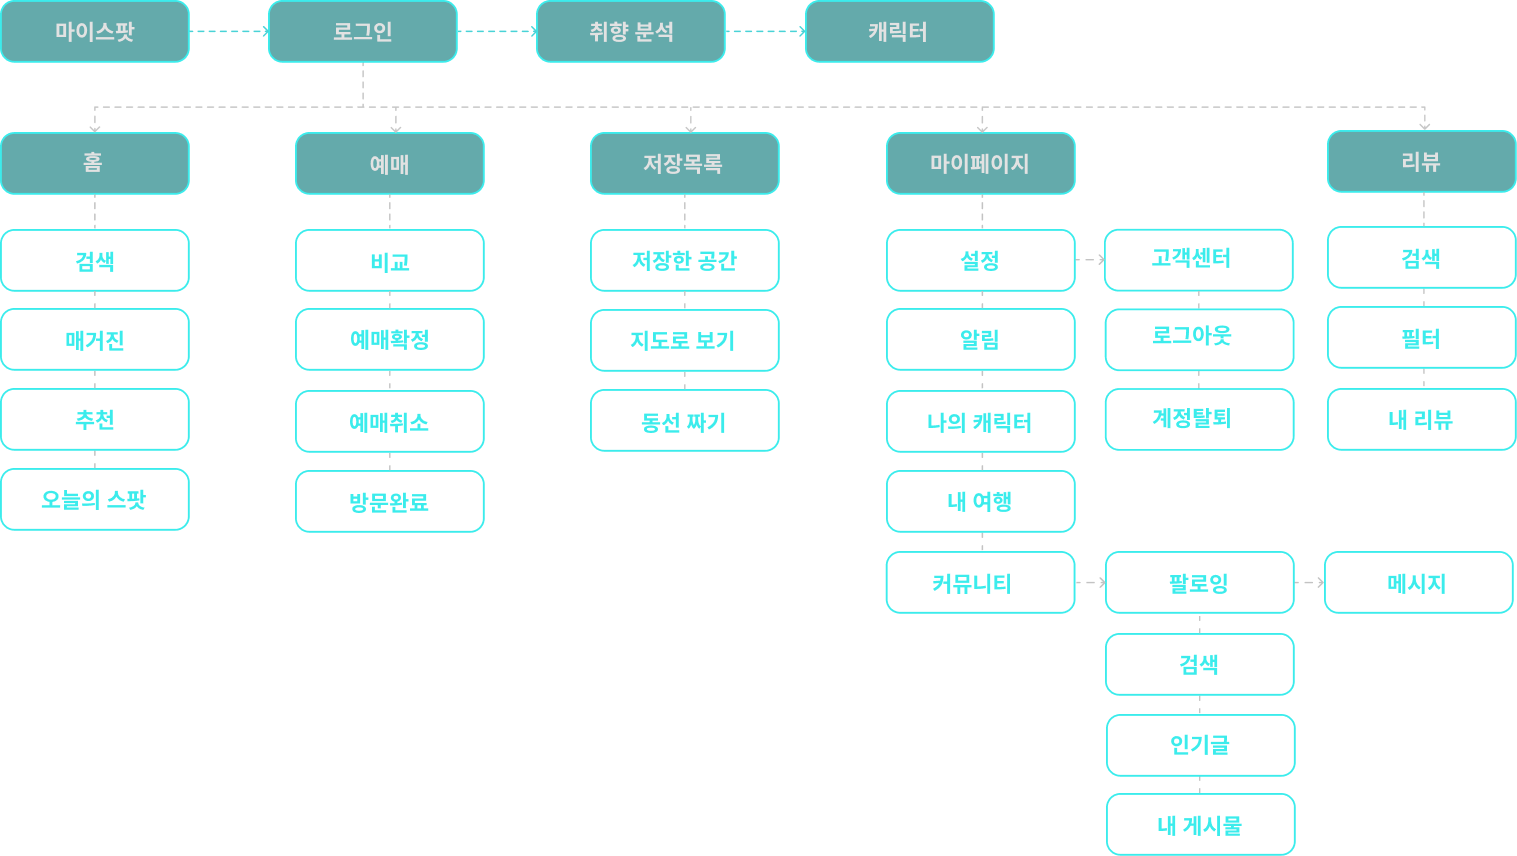 마이스팟
로그인
취향 분석
캐릭터
홈
예매
저장목록
마이페이지
리뷰
검색
매거진
추천
오늘의 스팟
비교
예매확정
예매취소
방문완료
저장한 공간
지도로 보기
동선 짜기
설정
알림
나의 캐릭터
내 여행
커뮤니티
고객센터
로그아웃
계정탈퇴
팔로잉
검색
인기글
내 게시물
메시지
검색
필터
내 리뷰